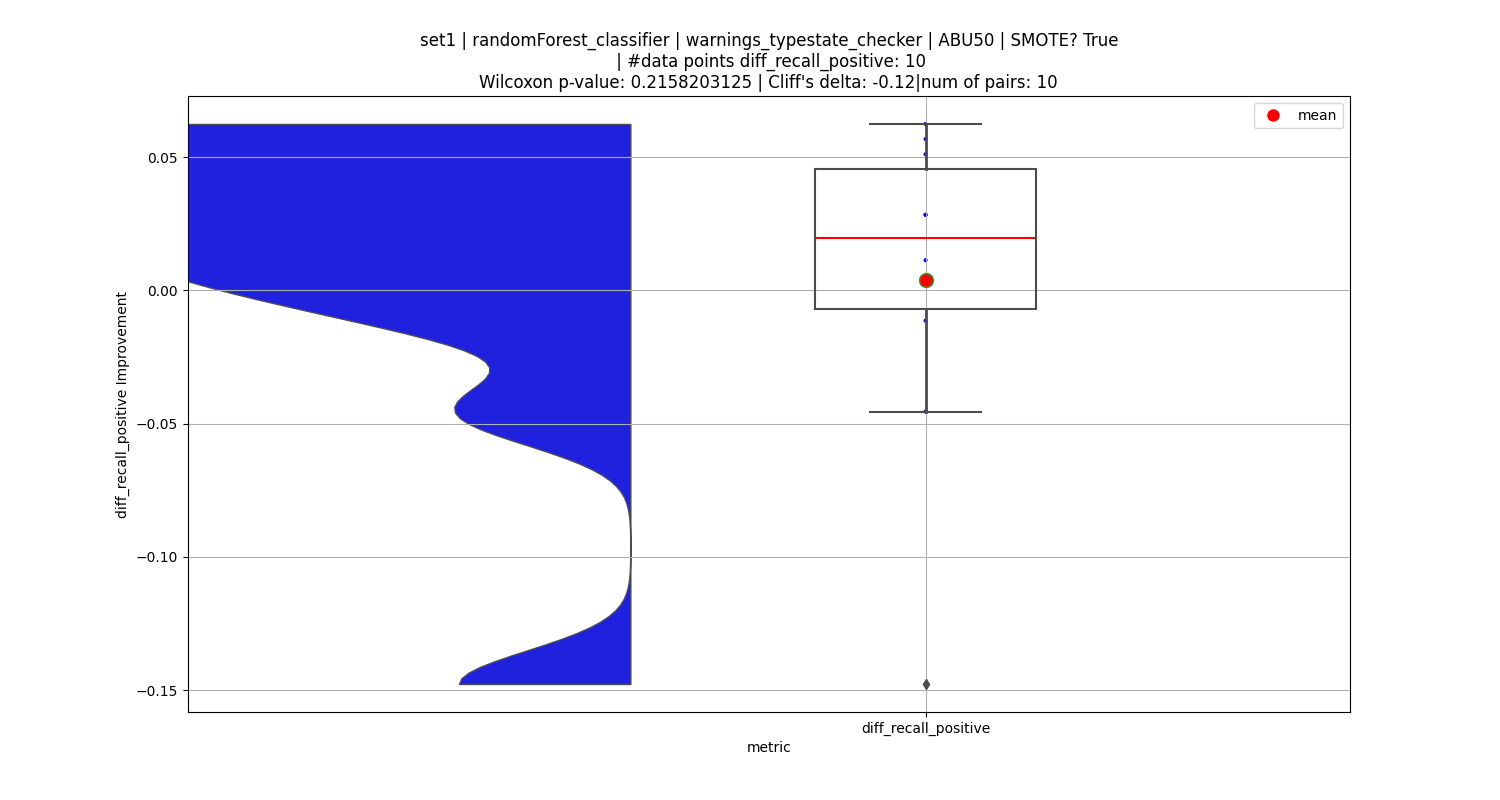 set1 | randomForest_classifier | warnings_typestate_checker | ABU50 | SMOTE? True
| #data points diff_recall_positive: 10
Wilcoxon p-value: 0.2158203125 | Cliff's delta: -0.12|num of pairs: 10
mean
0.05
0.00
−0.05
−0.10
−0.15
diff_recall_positive Improvement
diff_recall_positive
metric